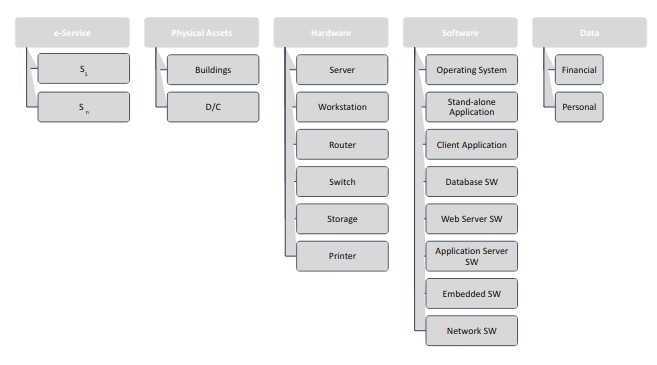 e-Service
S1
S n
Physical Assets
Buildings
D/C
Hardware
Server
Workstation
Router
Switch
Storage
Printer
Software
Operating System
Stand-alone
Application
Client Application
Database SW
Web Server SW
Application Server
SW
Embedded SW
Network SW
Data
Financial
Personal